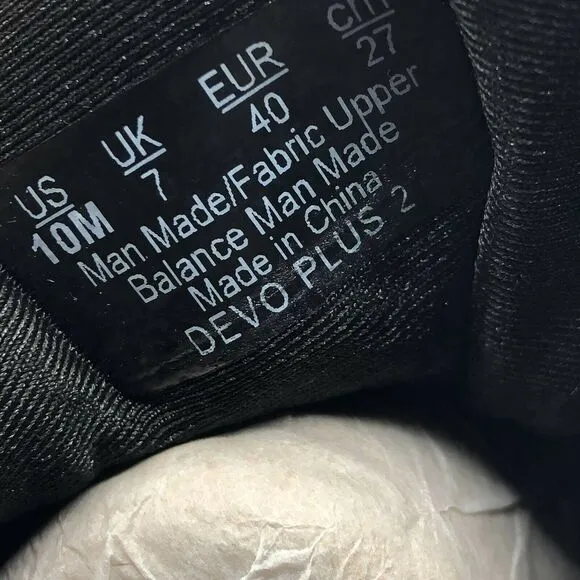 US UK EUR cm
10M 7 40 27
Man Made/Fabric Upper
Balance Man Made
Made in China
DEVO PLUS 2